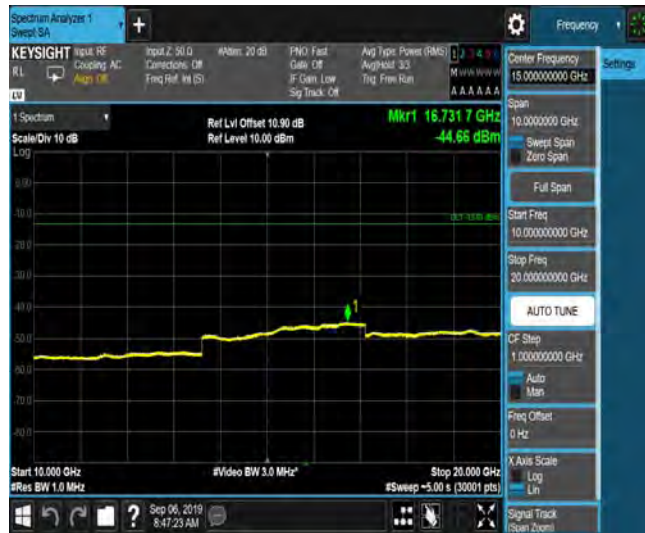 Spectrum Analyzer 1
Swept SA
+
Frequency
KEYSIGHT Input: RF
RL
Coupling: AC
Align: Off
Input Z: 50 Ω
Corrections: Off
Freq Ref: Int (S)
#Atten: 20 dB
PNO: Fast
Gate: Off
IF Gain: Low
Sig Track: Off
Avg Type: Power (RMS)
Avg|Hold: 3/3
Trig: Free Run
1 2 3 4 5 6
M W W W W W
A A A A A A
LV
1 Spectrum
Scale/Div 10 dB
Log
Ref Lvl Offset 10.90 dB
Ref Level 10.00 dBm
Mkr1 16.731 7 GHz
-44.66 dBm
0.00
-10.0
-20.0
-30.0
-40.0
-50.0
-60.0
-70.0
-80.0
1
Start 10.000 GHz
#Res BW 1.0 MHz
#Video BW 3.0 MHz*
Stop 20.000 GHz
#Sweep ~5.00 s (30001 pts)
Sep 06, 2019
8:47:23 AM
?
Center Frequency
15.000000000 GHz
Settings
Span
10.0000000 GHz
Swept Span
Zero Span
Full Span
Start Freq
10.000000000 GHz
Stop Freq
20.000000000 GHz
AUTO TUNE
CF Step
1.000000000 GHz
Auto
Man
Freq Offset
0 Hz
X Axis Scale
Log
Lin
Signal Track
(Span Zoom)